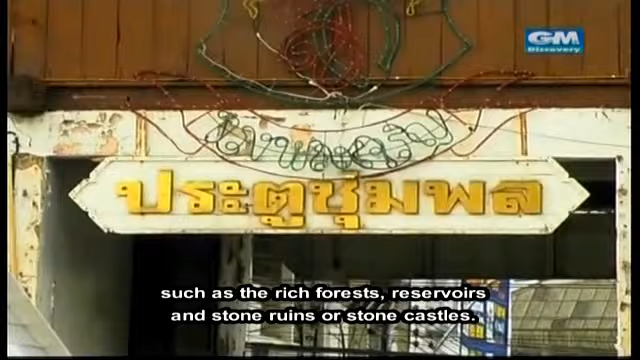 GM
Discovery
ประตูชุมพล
such as the rich forests, reservoirs
and stone ruins or stone castles.